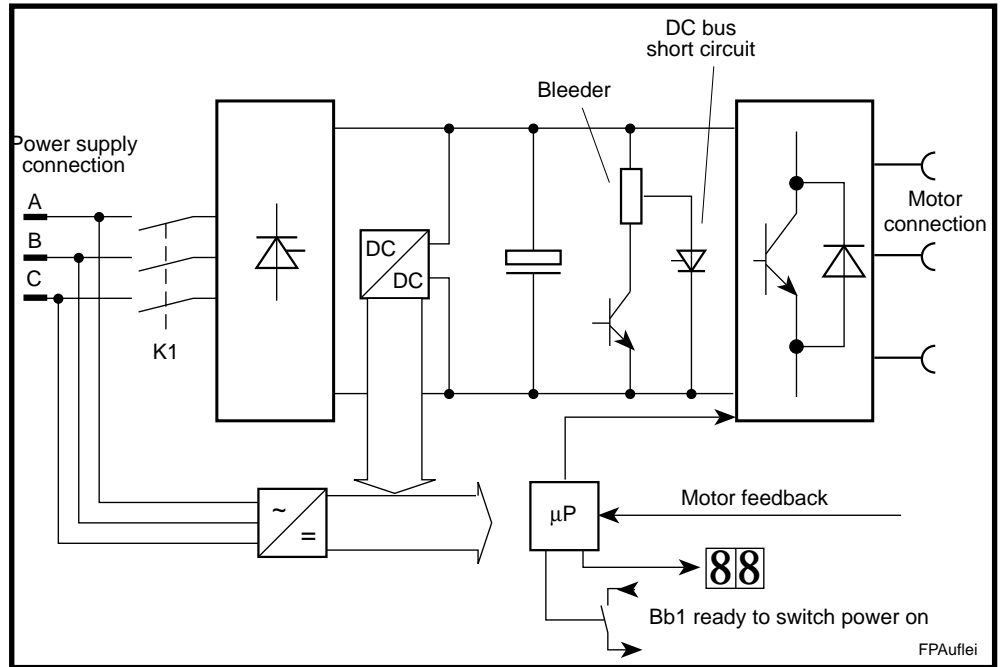 DC bus
short circuit
Bleeder
Power supply
connection
A
B
C
K1
DC
DC
Motor
connection
~
=
µP
Motor feedback
88
Bb1 ready to switch power on
FPAuflei